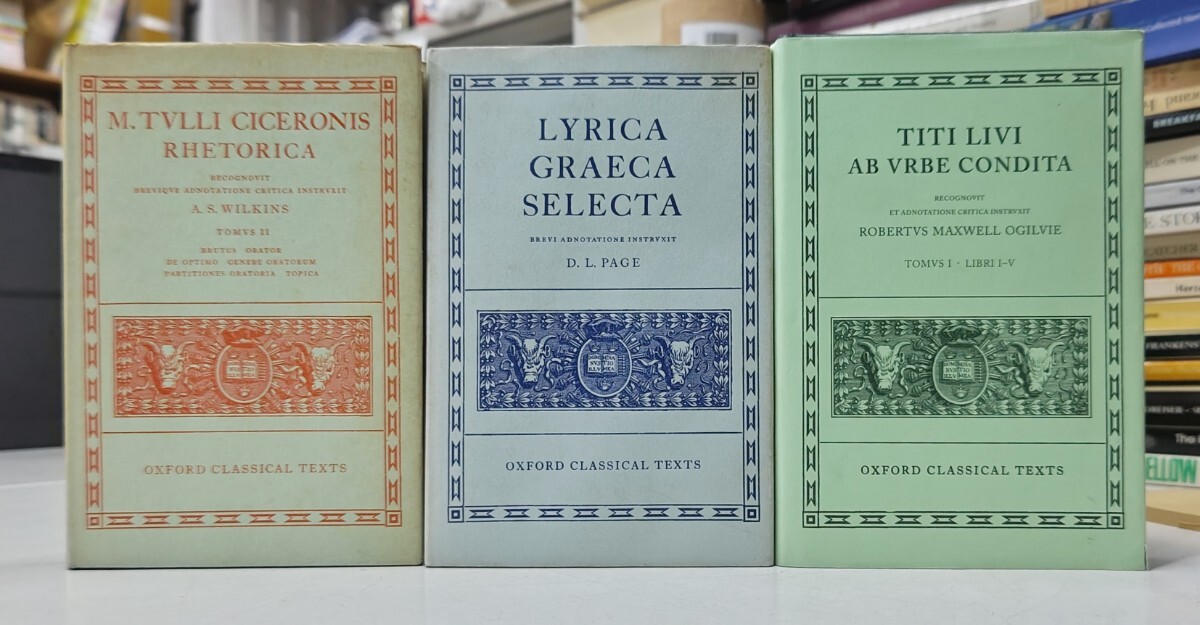 M. TVLLI CICERONIS
RHETORICA
RECOGNOVIT
BREVIQVE ADNOTATIONE CRITICA INSTRVXIT
A. S. WILKINS
TOMVS II
BRUTUS ORATOR
DE OPTIMO GENERE ORATORUM
PARTITIONES ORATORIA TOPICA
OXFORD CLASSICAL TEXTS
LYRICA
GRAECA
SELECTA
BREVI ADNOTATIONE INSTRVXIT
D. L. PAGE
OXFORD CLASSICAL TEXTS
TITI LIVI
AB VRBE CONDITA
RECOGNOVIT
ET ADNOTATIONE CRITICA INSTRVXIT
ROBERTVS MAXWELL OGILVIE
TOMVS I · LIBRI I–V
OXFORD CLASSICAL TEXTS